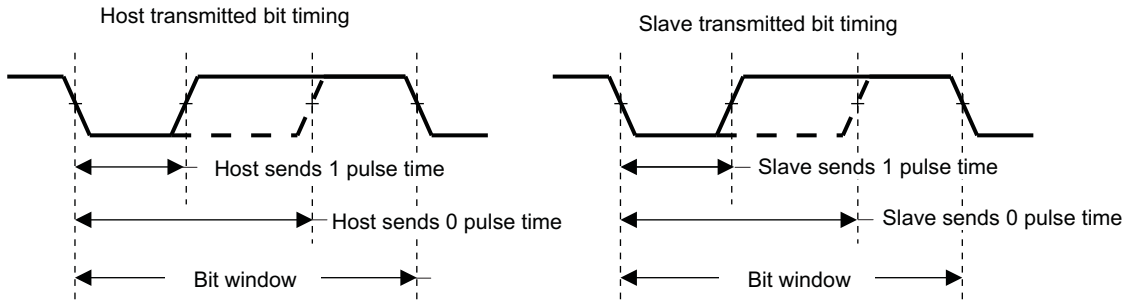 Host transmitted bit timing
Host sends 1 pulse time
Host sends 0 pulse time
Bit window
Slave transmitted bit timing
Slave sends 1 pulse time
Slave sends 0 pulse time
Bit window